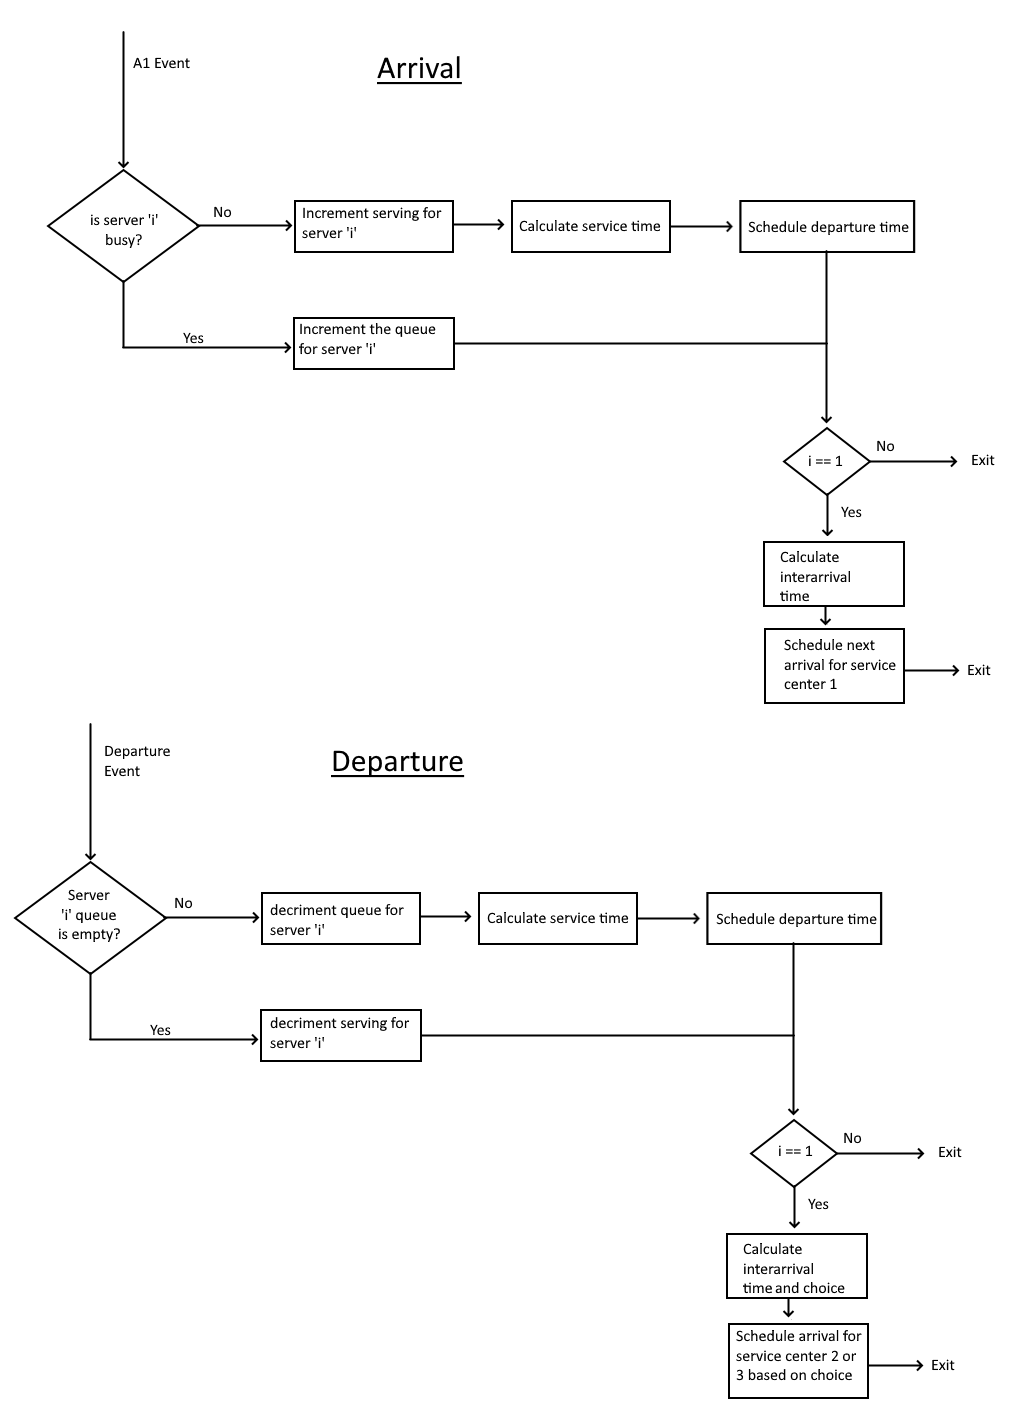 A1 Event
Arrival
is server 'i'
busy?
No
Increment serving for
server 'i'
Calculate service time
Schedule departure time
Yes
Increment the queue
for server 'i'
i == 1
No
Exit
Yes
Calculate
interarrival
time
Schedule next
arrival for service
center 1
Exit
Departure
Event
Departure
Server
'i' queue
is empty?
No
decriment queue for
server 'i'
Calculate service time
Schedule departure time
Yes
decriment serving for
server 'i'
i == 1
No
Exit
Yes
Calculate
interarrival
time and choice
Schedule arrival for
service center 2 or
3 based on choice
Exit